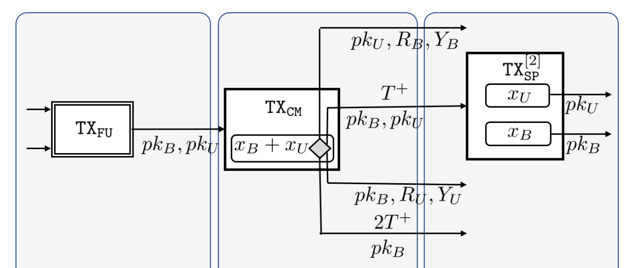 pk_U, R_B, Y_B
TX_SP^[2]
T^+
x_U
pk_U
TX_CM
TX_FU
pk_B, pk_U
pk_B, pk_U
x_B + x_U
x_B
pk_B
pk_B, R_U, Y_U
2T^+
pk_B